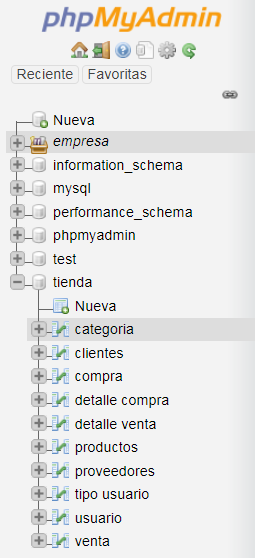 phpMyAdmin
Reciente Favoritas
Nueva
empresa
information_schema
mysql
performance_schema
phpmyadmin
test
tienda
Nueva
categoria
clientes
compra
detalle compra
detalle venta
productos
proveedores
tipo usuario
usuario
venta